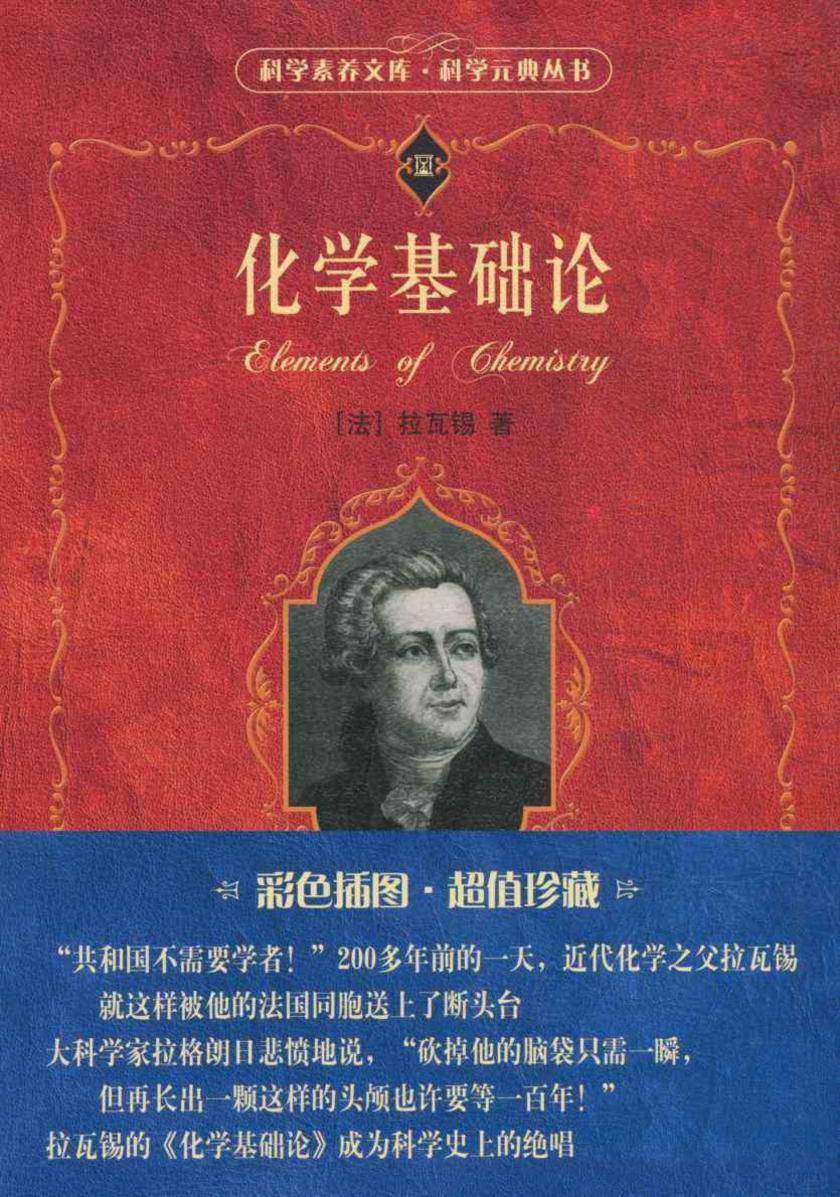 科学素养文库·科学元典丛书
化学基础论
Elements of Chemistry
[法] 拉瓦锡 著
彩色插图·超值珍藏
“共和国不需要学者！”200多年前的一天，近代化学之父拉瓦锡
就这样被他的法国同胞送上了断头台
大科学家拉格朗日悲愤地说，“砍掉他的脑袋只需一瞬，
但再长出一颗这样的头颅也许要等一百年！”
拉瓦锡的《化学基础论》成为科学史上的绝唱